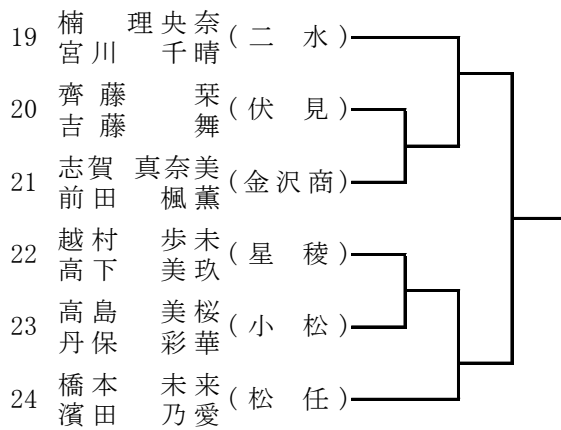 19 楠 理央奈 (二 水)
宮川 千晴
20 齊藤 栞 (伏 見)
吉藤 舞
21 志賀 真奈美 (金沢商)
前田 楓薫
22 越村 歩未 (星 稜)
高下 美玖
23 高島 美桜 (小 松)
丹保 彩華
24 橋本 未来 (松 任)
濱田 乃愛